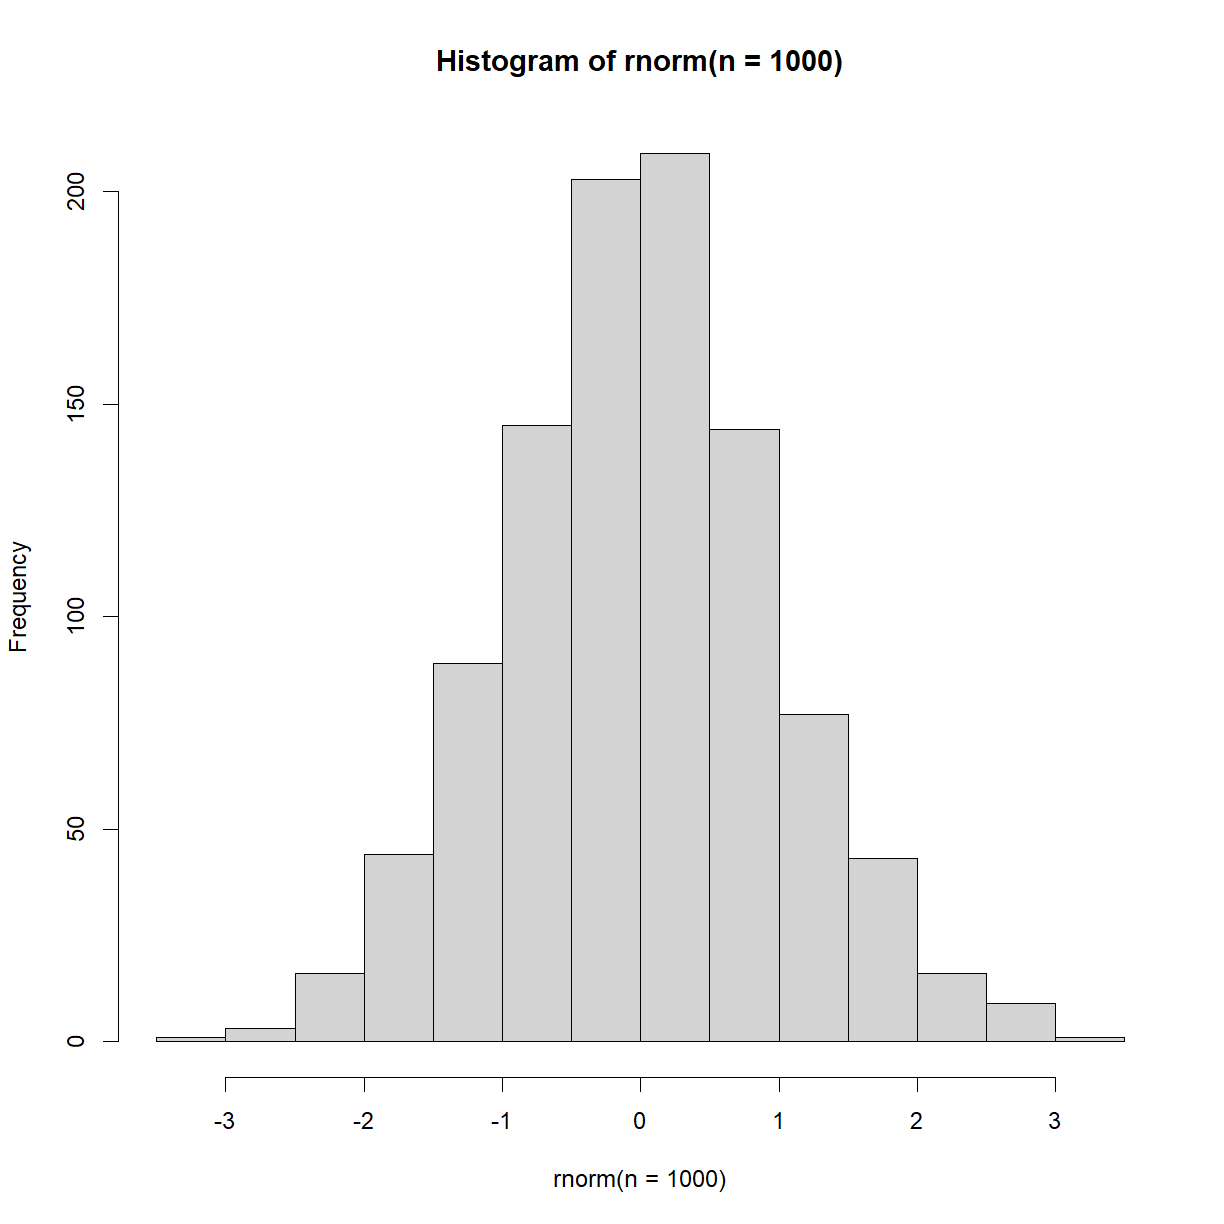 Histogram of rnorm(n = 1000)
Frequency
200
150
100
50
0
-3 -2 -1 0 1 2 3
rnorm(n = 1000)